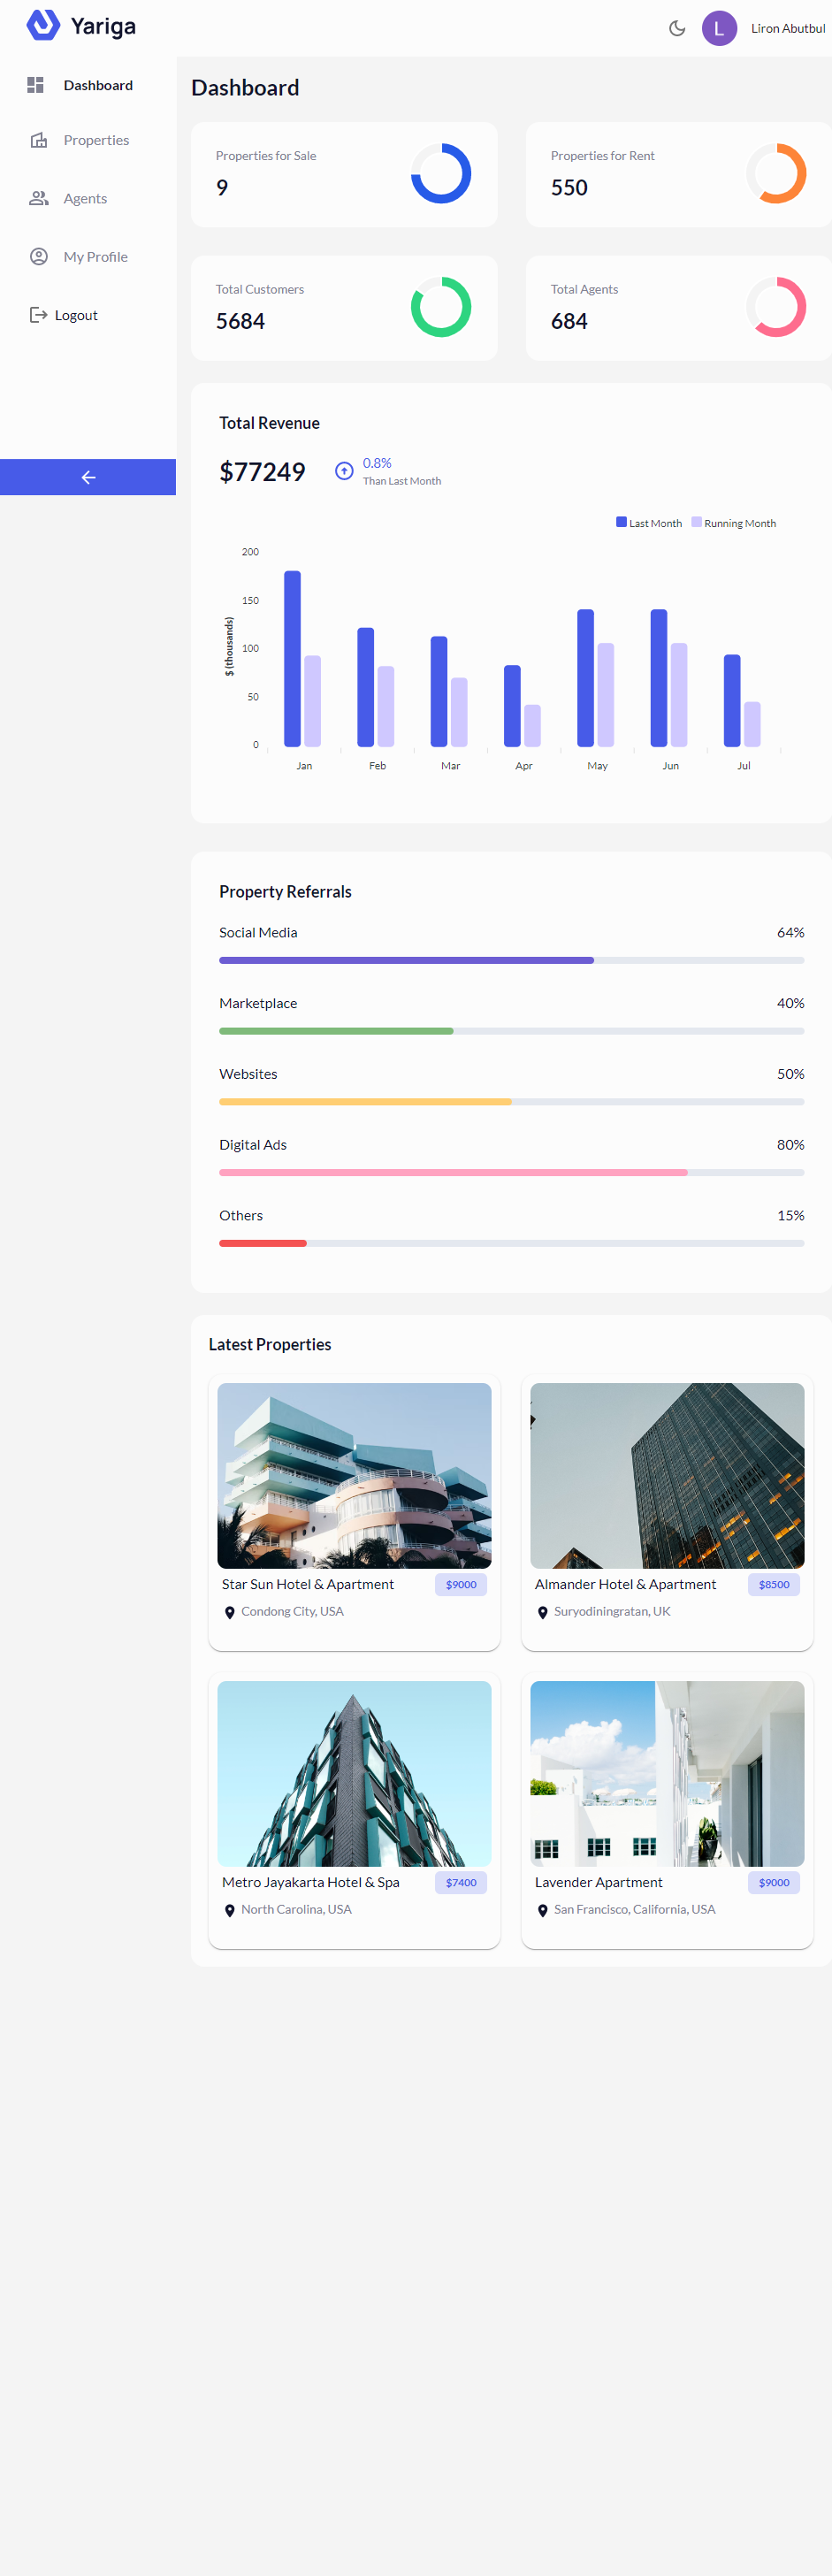 Yariga
L
Liron Abutbul
Dashboard
Properties
Agents
My Profile
Logout
Dashboard
Properties for Sale
9
Properties for Rent
550
Total Customers
5684
Total Agents
684
Total Revenue
$77249
0.8%
Than Last Month
Last Month
Running Month
$ (thousands)
200
150
100
50
0
Jan
Feb
Mar
Apr
May
Jun
Jul
Property Referrals
Social Media
64%
Marketplace
40%
Websites
50%
Digital Ads
80%
Others
15%
Latest Properties
Star Sun Hotel & Apartment
$9000
Condong City, USA
Almander Hotel & Apartment
$8500
Suryodiningratan, UK
Metro Jayakarta Hotel & Spa
$7400
North Carolina, USA
Lavender Apartment
$9000
San Francisco, California, USA